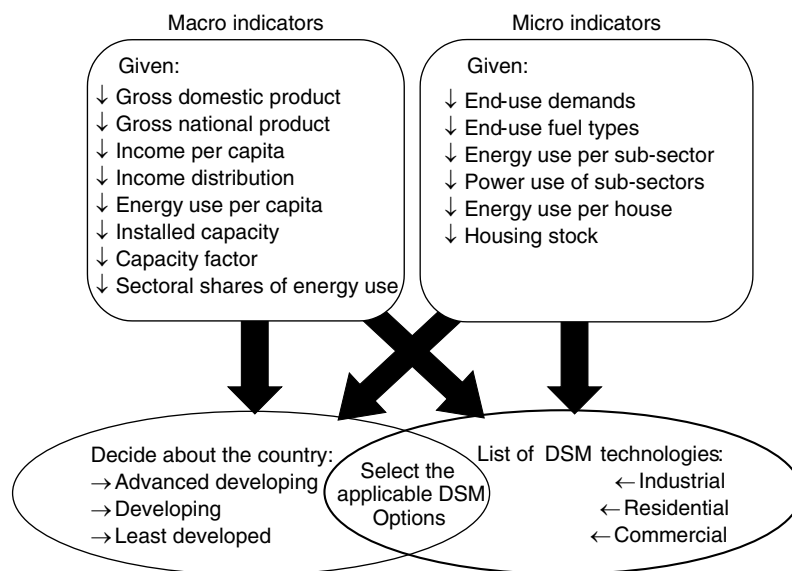 Macro indicators
Given:
↓ Gross domestic product
↓ Gross national product
↓ Income per capita
↓ Income distribution
↓ Energy use per capita
↓ Installed capacity
↓ Capacity factor
↓ Sectoral shares of energy use
Micro indicators
Given:
↓ End-use demands
↓ End-use fuel types
↓ Energy use per sub-sector
↓ Power use of sub-sectors
↓ Energy use per house
↓ Housing stock
Decide about the country:
→ Advanced developing
→ Developing
→ Least developed
Select the
applicable DSM
Options
List of DSM technologies:
← Industrial
← Residential
← Commercial